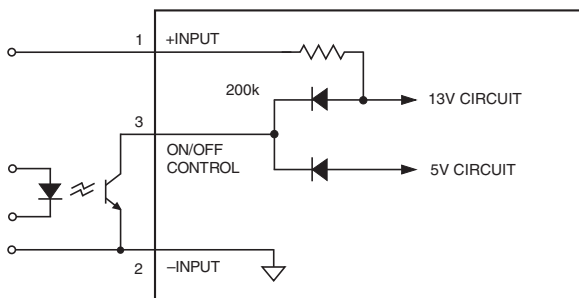 1
+INPUT
200k
13V CIRCUIT
3
ON/OFF
CONTROL
5V CIRCUIT
2
–INPUT